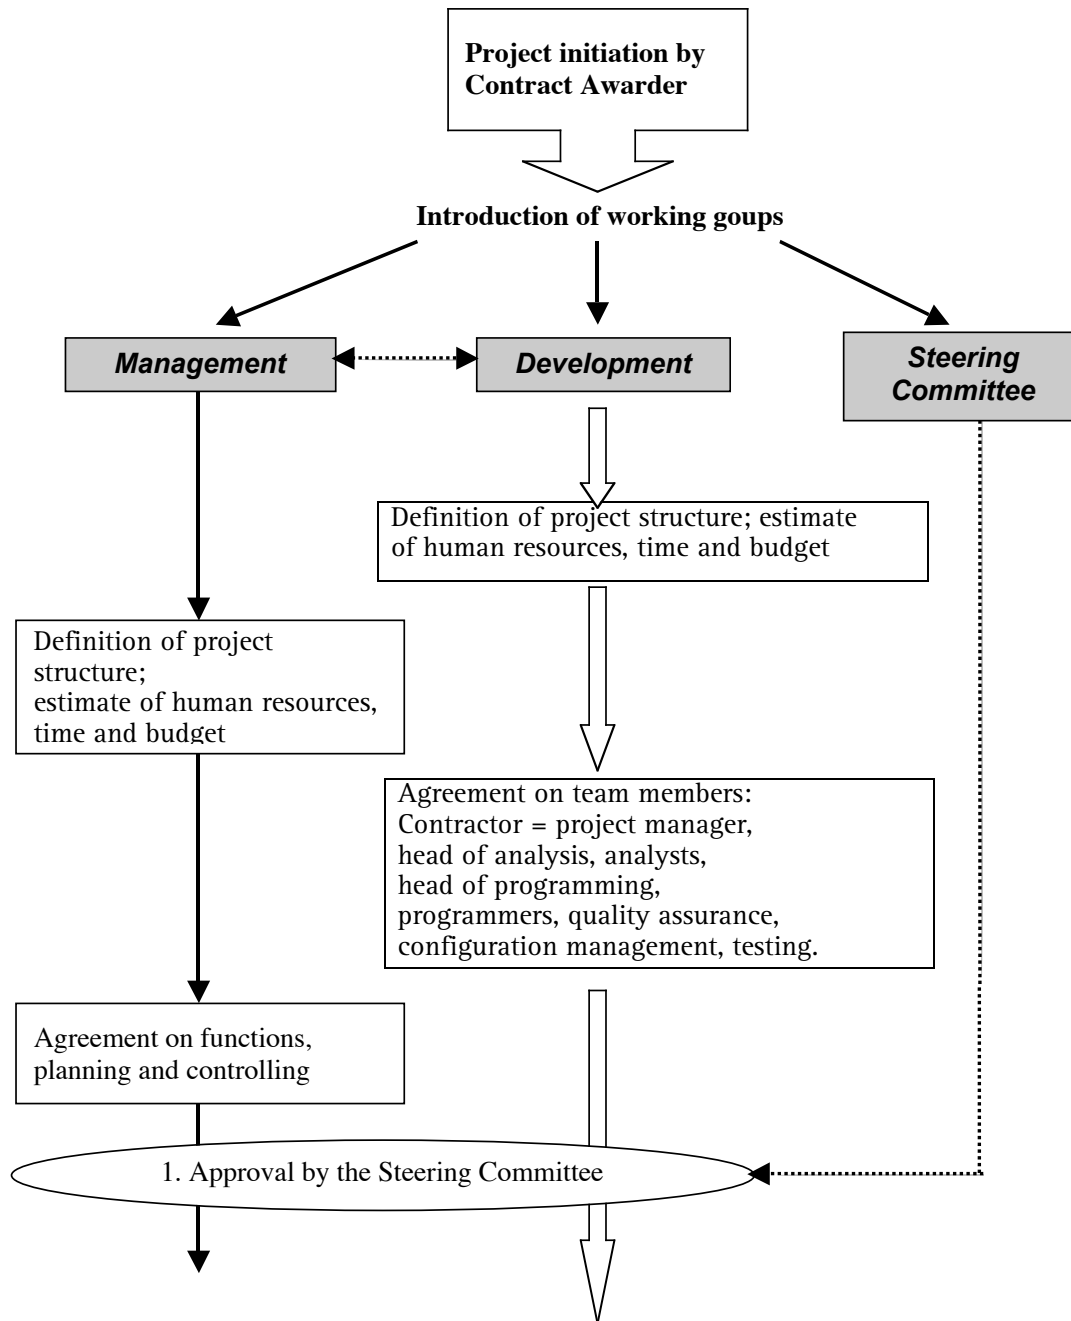 Project initiation by
Contract Awarder
Introduction of working goups
Management
Development
Steering
Committee
Definition of project structure; estimate
of human resources, time and budget
Definition of project
structure;
estimate of human resources,
time and budget
Agreement on team members:
Contractor = project manager,
head of analysis, analysts,
head of programming,
programmers, quality assurance,
configuration management, testing.
Agreement on functions,
planning and controlling
1. Approval by the Steering Committee